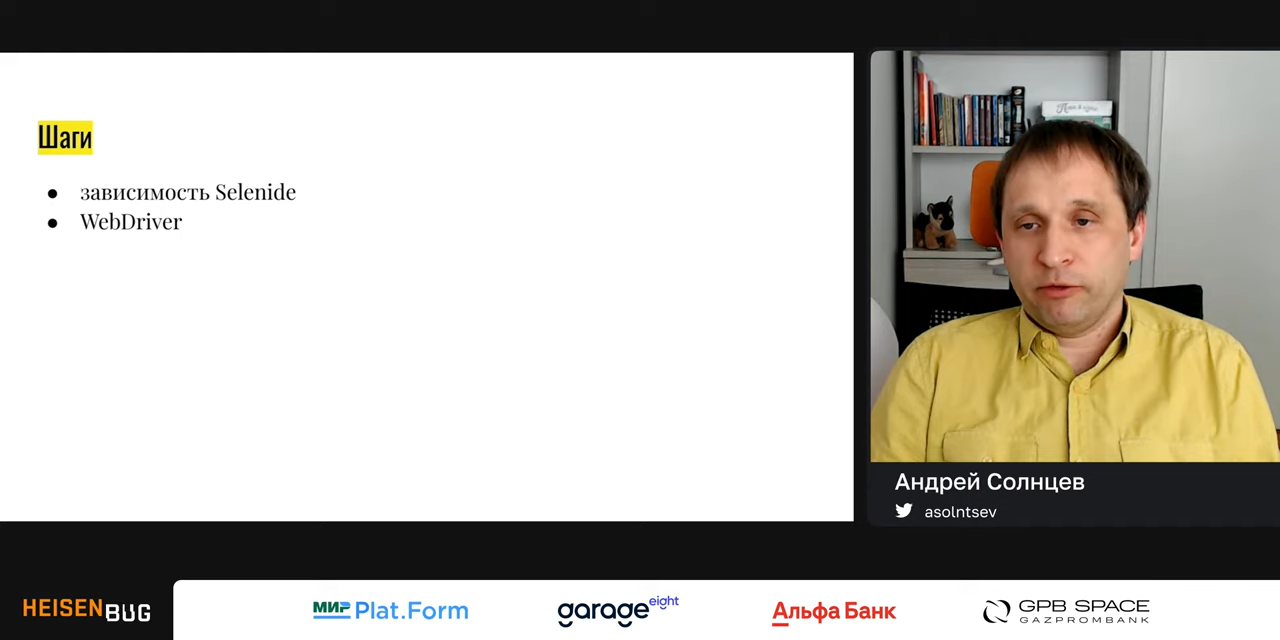 Шаги
зависимость Selenide
WebDriver
Андрей Солнцев
asolntsev
HEISENBUG
МИР Plat.Form
garage eight
Альфа Банк
GPB SPACE
GAZPROMBANK